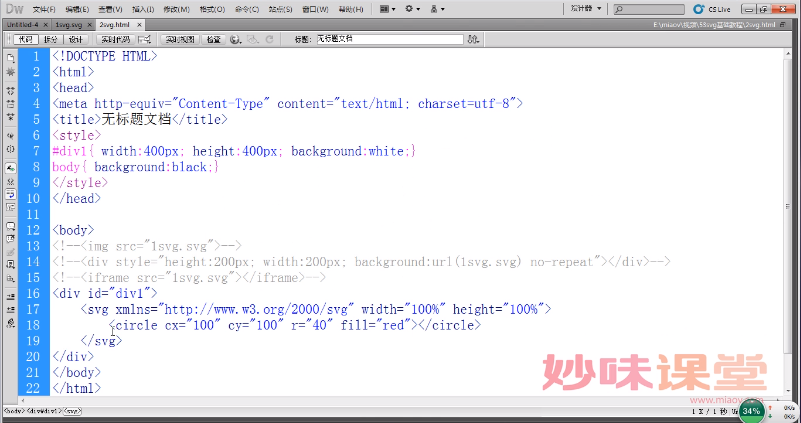 Dw 文件(F) 编辑(E) 查看(V) 插入(I) 修改(M) 格式(O) 命令(C) 站点(S) 窗口(W) 帮助(H) 设计器 CS Live
Untitled-4 × 1svg.svg × 2svg.html ×
代码 拆分 设计 实时代码 实时视图 检查 标题: 无标题文档
1 <!DOCTYPE HTML>
2 <html>
3 <head>
4 <meta http-equiv="Content-Type" content="text/html; charset=utf-8">
5 <title>无标题文档</title>
6 <style>
7 #div1{ width:400px; height:400px; background:white;}
8 body{ background:black;}
9 </style>
10 </head>
11
12 <body>
13 <!--<img src="1svg.svg">-->
14 <!--<div style="height:200px; width:200px; background:url(1svg.svg) no-repeat"></div>-->
15 <!--<iframe src="1svg.svg"></iframe>-->
16 <div id="div1">
17 <svg xmlns="http://www.w3.org/2000/svg" width="100%" height="100%">
18 <circle cx="100" cy="100" r="40" fill="red"></circle>
19 </svg>
20 </div>
21 </body>
22 </html>
妙味课堂
<body> <div#div1> <svg>
34%
0K/s
0K/s